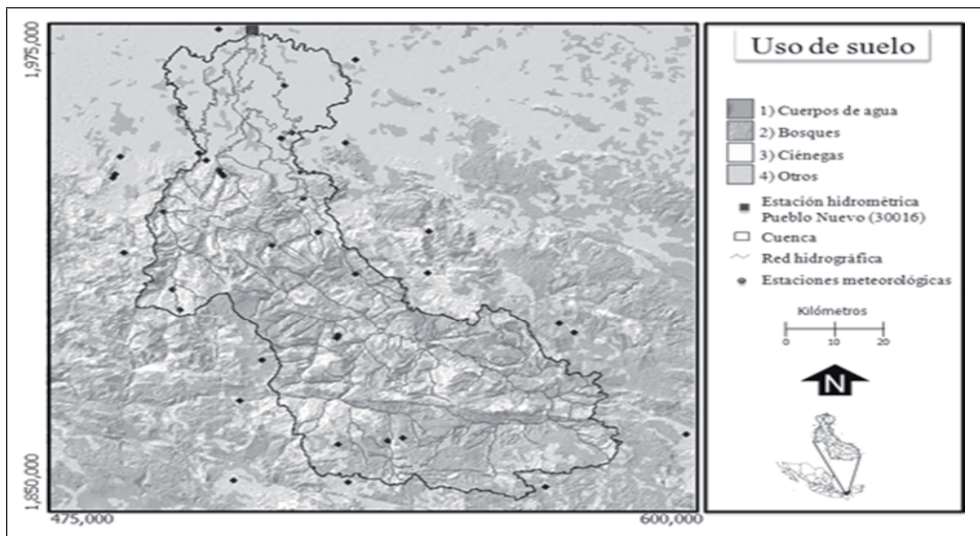 1,975,000
1,850,000
475,000
600,000
Uso de suelo
1) Cuerpos de agua
2) Bosques
3) Ciénegas
4) Otros
Estación hidrométrica
Pueblo Nuevo (30016)
Cuenca
Red hidrográfica
Estaciones meteorológicas
Kilómetros
0 10 20
N